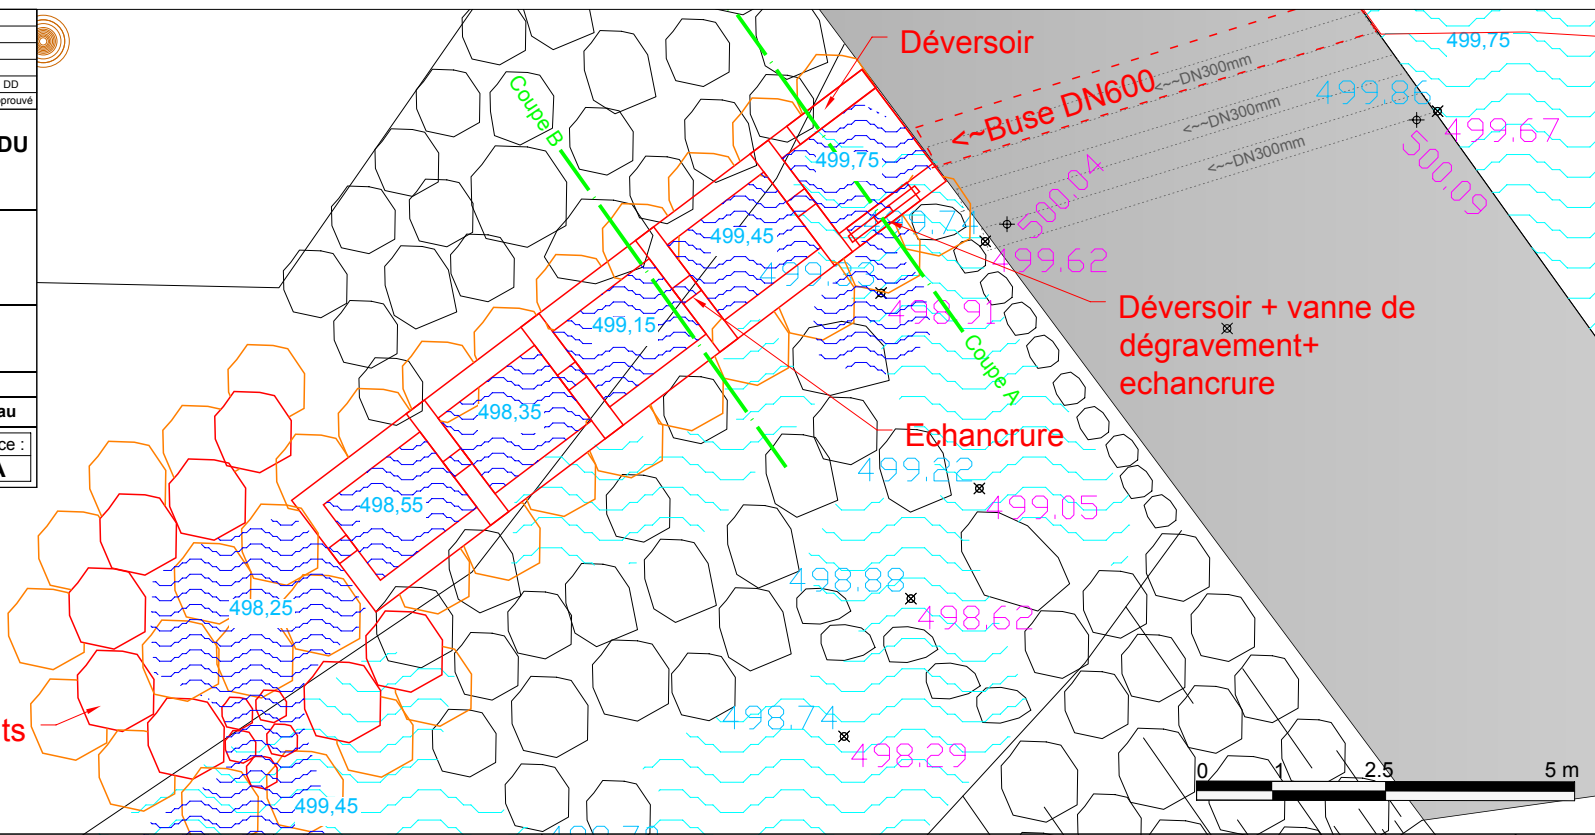 DD
prouvé
DU
au
ce :
Déversoir
499,75
<~~DN300mm
499.86
499.67
<~~Buse DN600
<~~DN300mm
<~~DN300mm
500.09
Coupe B
499,75
500.04
499.74
499.62
499,45
498.91
Déversoir + vanne de
dégravement+
echancrure
499,15
Coupe A
498,35
Echancrure
499.22
499.05
498,55
498.88
498.62
498,25
ts
498.74
498.29
499,45
0 1 2.5 5 m